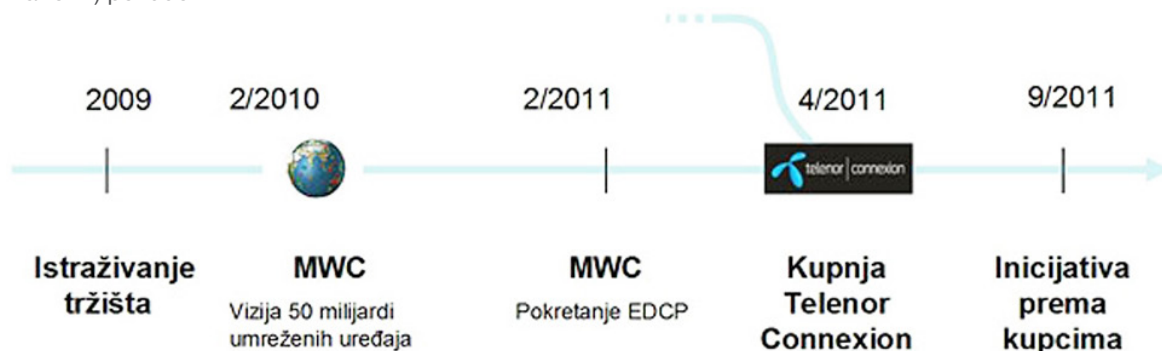 2009
2/2010
2/2011
4/2011
9/2011
telenor | connexion
Istraživanje
tržišta
MWC
Vizija 50 milijardi
umreženih uređaja
MWC
Pokretanje EDCP
Kupnja
Telenor
Connexion
Inicijativa
prema
kupcima